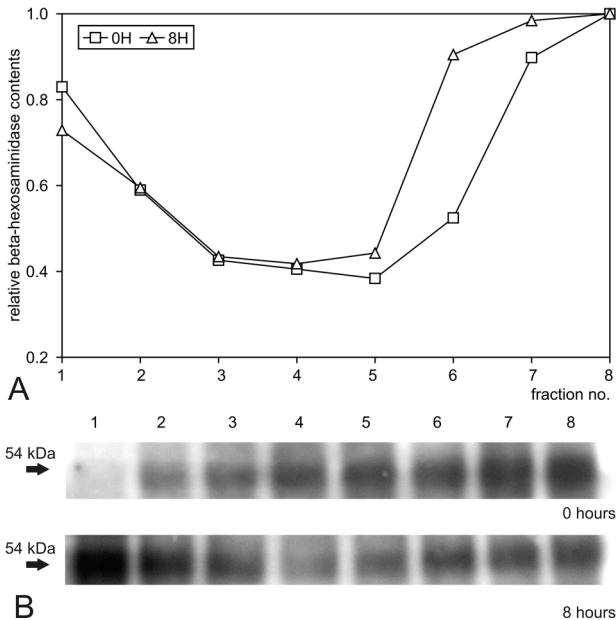 relative beta-hexosaminidase contents
1.0
0.8
0.6
0.4
0.2
0H 8H
1 2 3 4 5 6 7 8
fraction no.
A
1 2 3 4 5 6 7 8
54 kDa
0 hours
54 kDa
8 hours
B